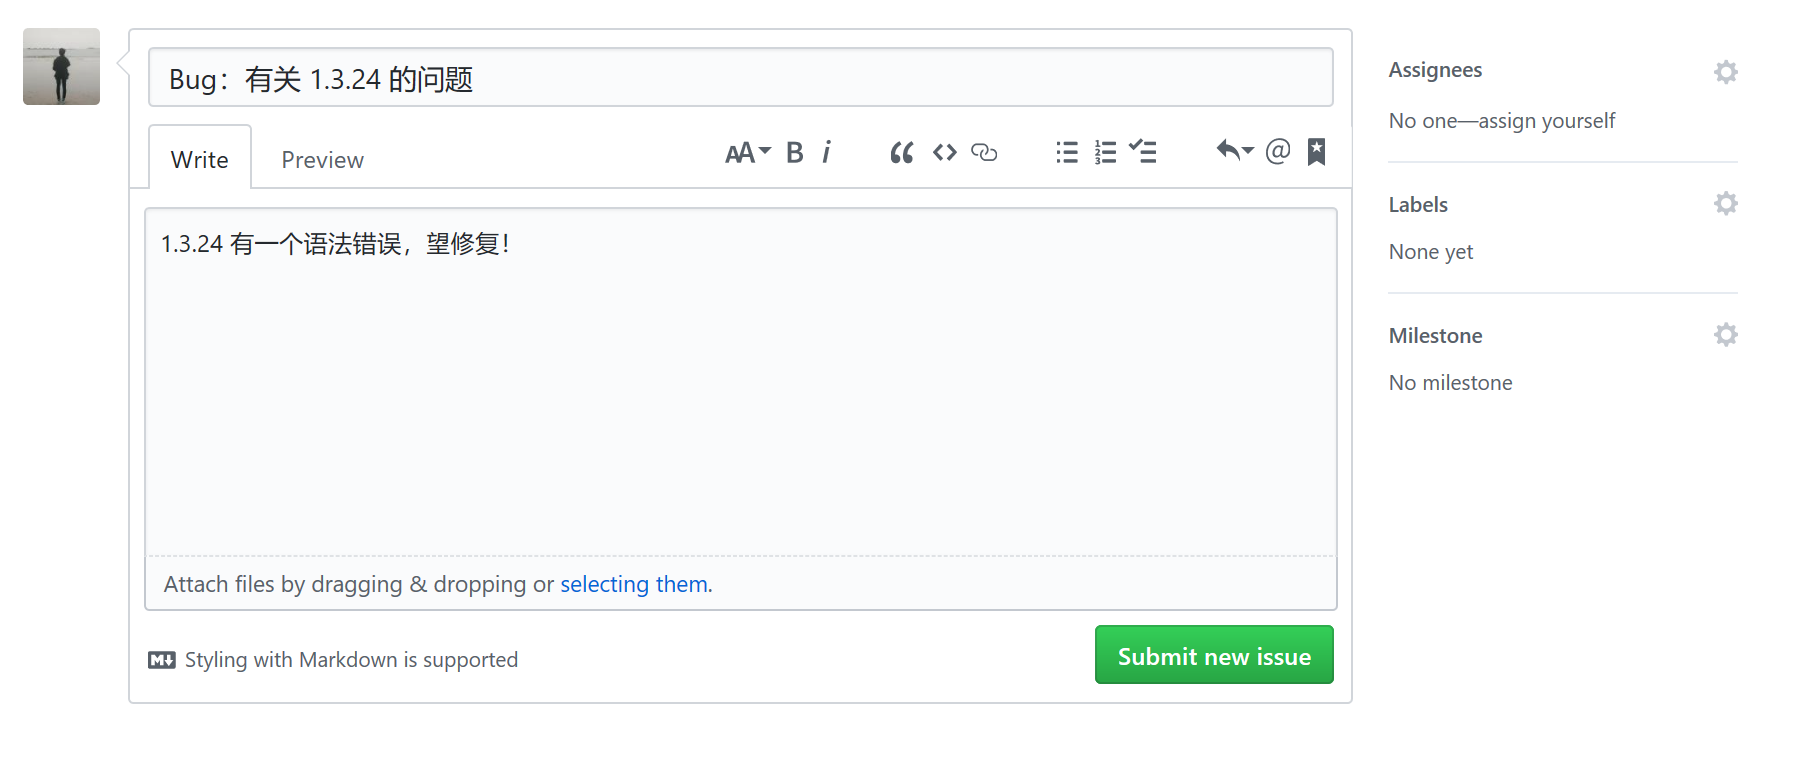 Bug：有关 1.3.24 的问题
Write Preview AA B i 
1.3.24 有一个语法错误，望修复！
Attach files by dragging & dropping or selecting them.
M Styling with Markdown is supported
Submit new issue
Assignees
No one—assign yourself
Labels
None yet
Milestone
No milestone